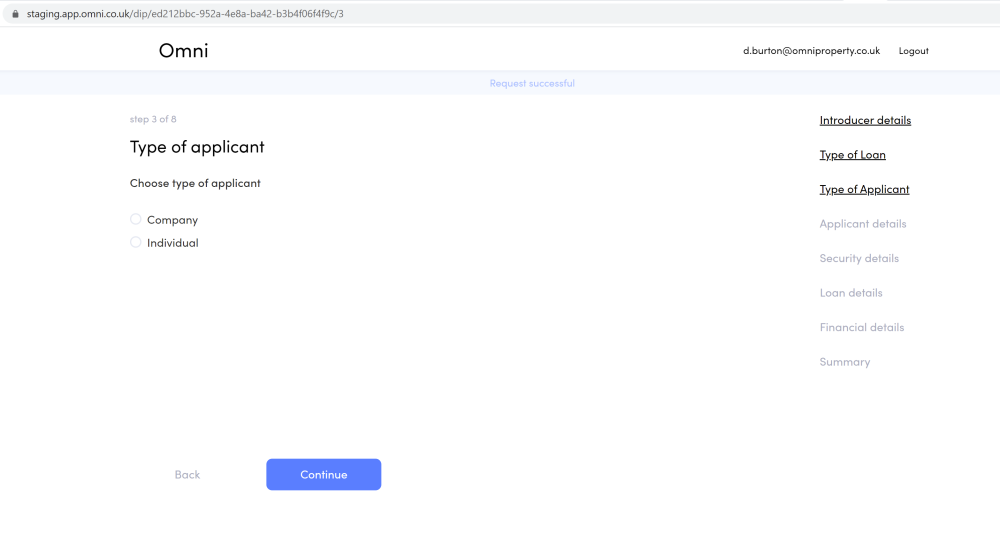 staging.app.omni.co.uk/dip/ed212bbc-952a-4e8a-ba42-b3b4f06f4f9c/3
Omni
d.burton@omniproperty.co.uk Logout
Request successful
step 3 of 8
Type of applicant
Choose type of applicant
Company
Individual
Back
Continue
Introducer details
Type of Loan
Type of Applicant
Applicant details
Security details
Loan details
Financial details
Summary